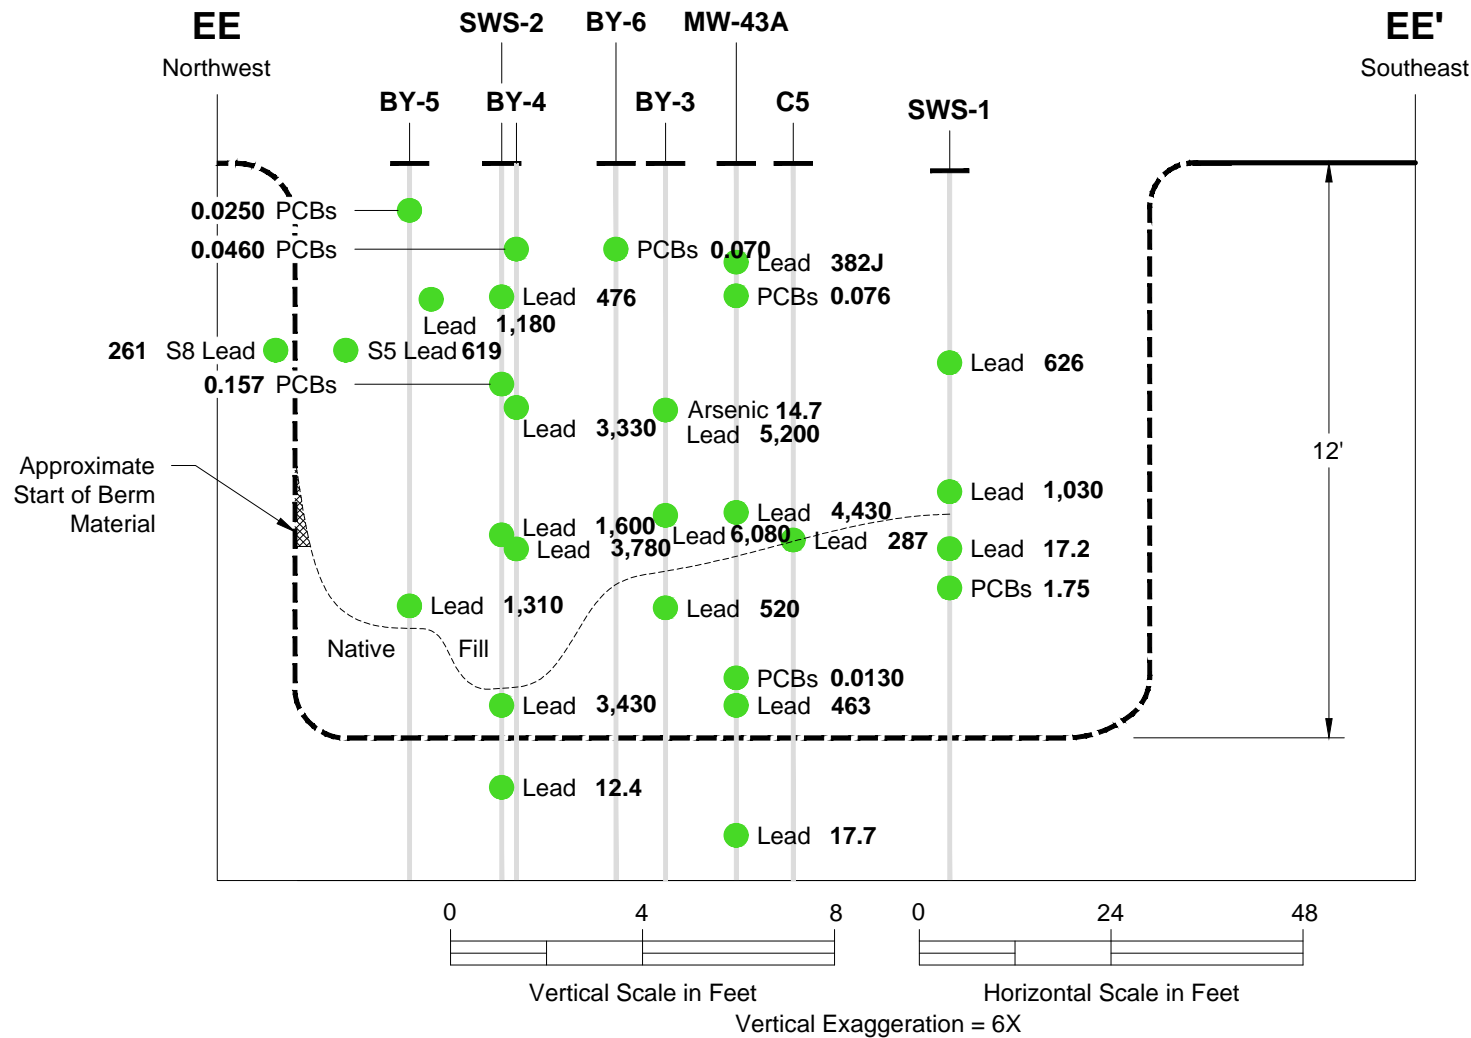 EE
SWS-2
BY-6
MW-43A
EE'
Northwest
Southeast
BY-5
BY-4
BY-3
C5
SWS-1
0.0250 PCBs
0.0460 PCBs
PCBs 0.070
Lead 382J
Lead 476
PCBs 0.076
Lead 1,180
261 S8 Lead
S5 Lead 619
Lead 626
0.157 PCBs
Arsenic 14.7
Lead 3,330
Lead 5,200
12'
Approximate
Start of Berm
Material
Lead 1,030
Lead 4,430
Lead 1,600
Lead 6,080
Lead 287
Lead 3,780
Lead 17.2
PCBs 1.75
Lead 1,310
Lead 520
Native
Fill
PCBs 0.0130
Lead 3,430
Lead 463
Lead 12.4
Lead 17.7
0 4 8
0 24 48
Vertical Scale in Feet
Horizontal Scale in Feet
Vertical Exaggeration = 6X